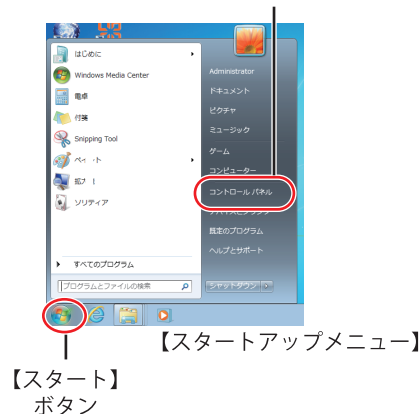 はじめに
Windows Media Center
電卓
付箋
Snipping Tool
ソリティア
すべてのプログラム
プログラムとファイルの検索
Administrator
ドキュメント
ピクチャ
ミュージック
ゲーム
コンピューター
コントロール パネル
既定のプログラム
ヘルプとサポート
シャットダウン
【スタートアップメニュー】
【スタート】
ボタン